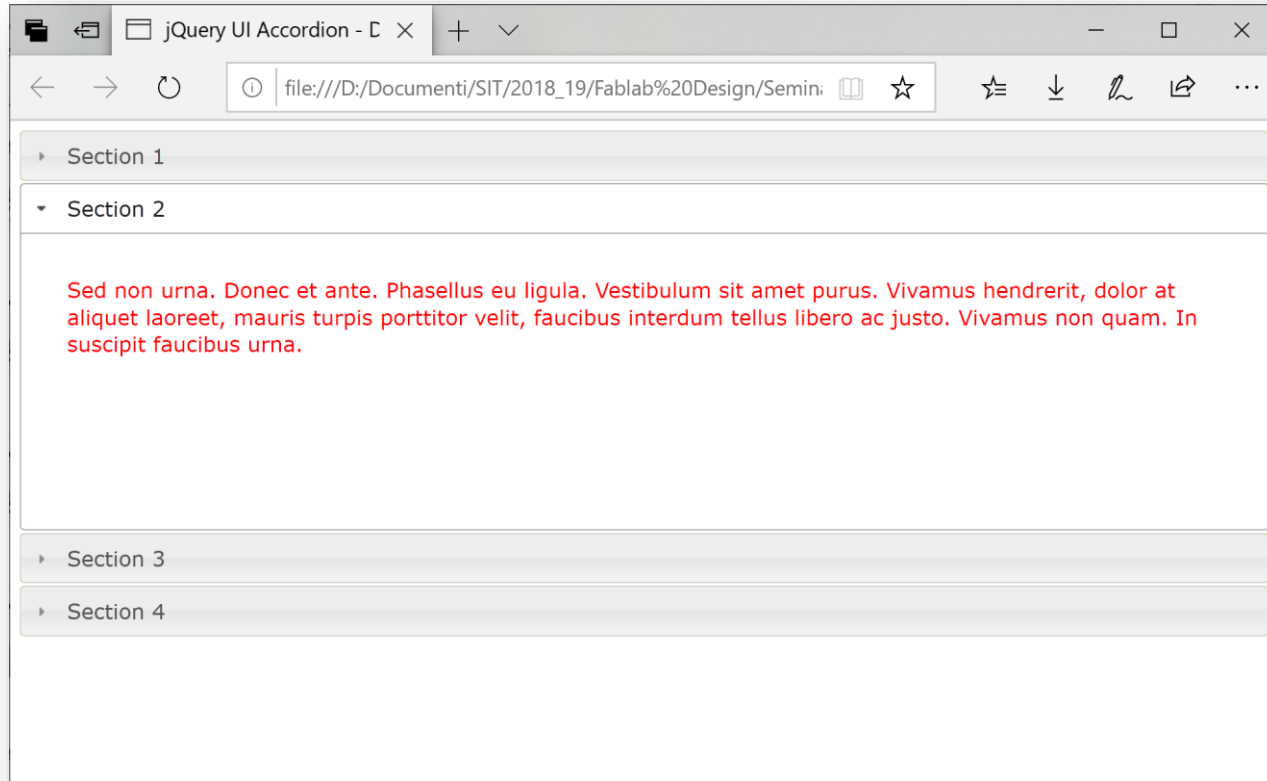 jQuery UI Accordion - D
file:///D:/Documenti/SIT/2018_19/Fablab%20Design/Semin
Section 1
Section 2
Sed non urna. Donec et ante. Phasellus eu ligula. Vestibulum sit amet purus. Vivamus hendrerit, dolor at
aliquet laoreet, mauris turpis porttitor velit, faucibus interdum tellus libero ac justo. Vivamus non quam. In
suscipit faucibus urna.
Section 3
Section 4